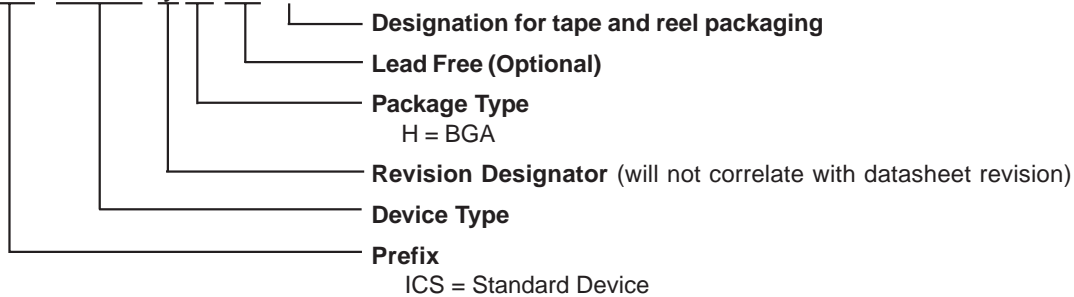 Designation for tape and reel packaging
Lead Free (Optional)
Package Type
H = BGA
Revision Designator (will not correlate with datasheet revision)
Device Type
Prefix
ICS = Standard Device